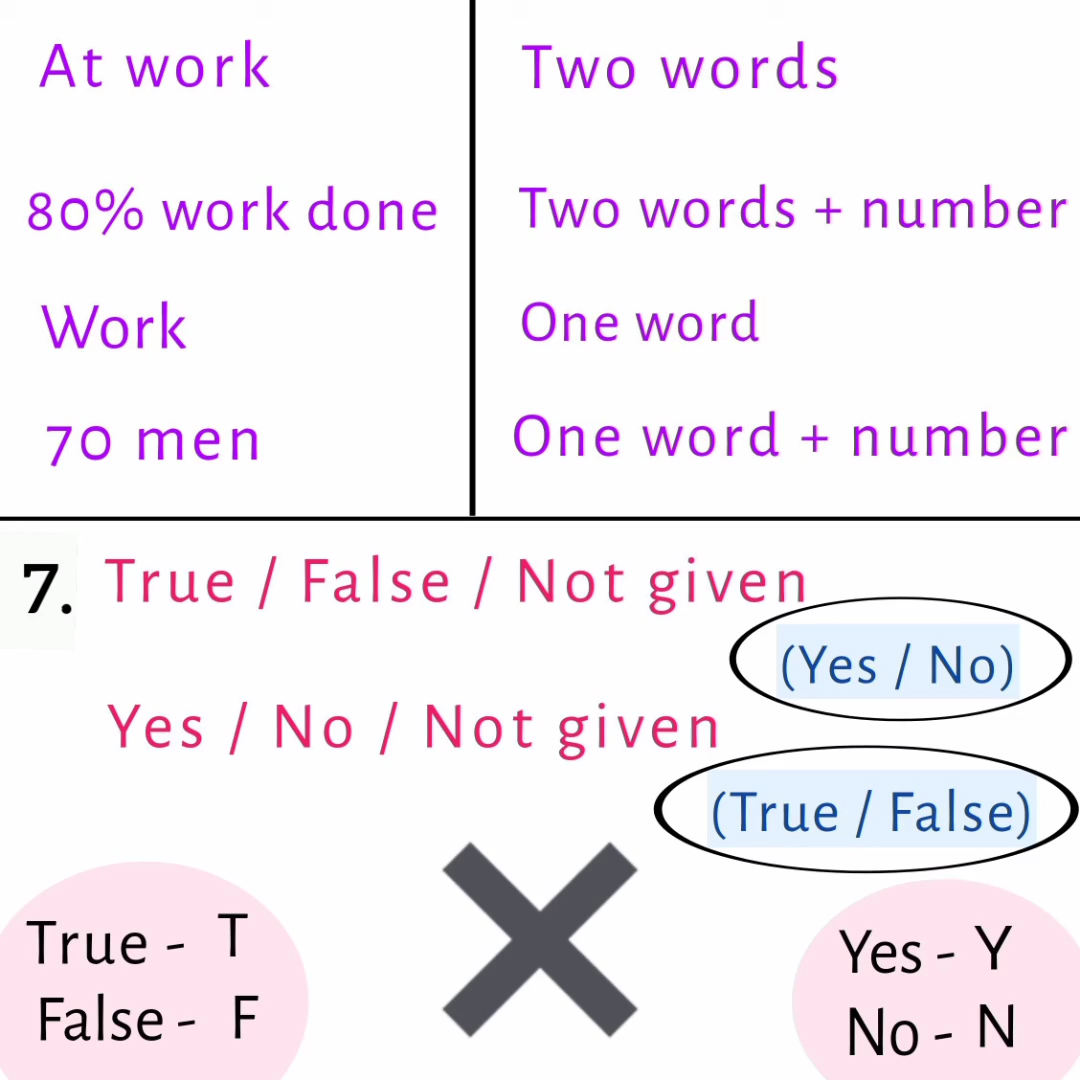 At work Two words
80% work done Two words + number
Work One word
70 men One word + number
7. True / False / Not given
(Yes / No)
Yes / No / Not given
(True / False)
True - T
False - F
Yes - Y
No - N